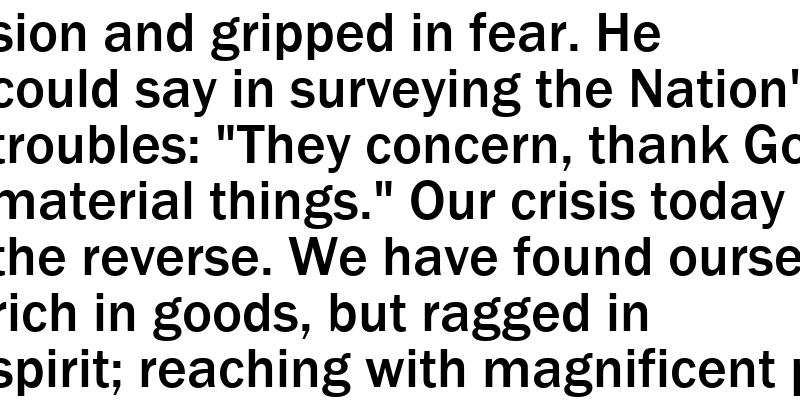 sion and gripped in fear. He
could say in surveying the Nation'
troubles: "They concern, thank Go
material things." Our crisis today
the reverse. We have found ourse
rich in goods, but ragged in
spirit; reaching with magnificent p